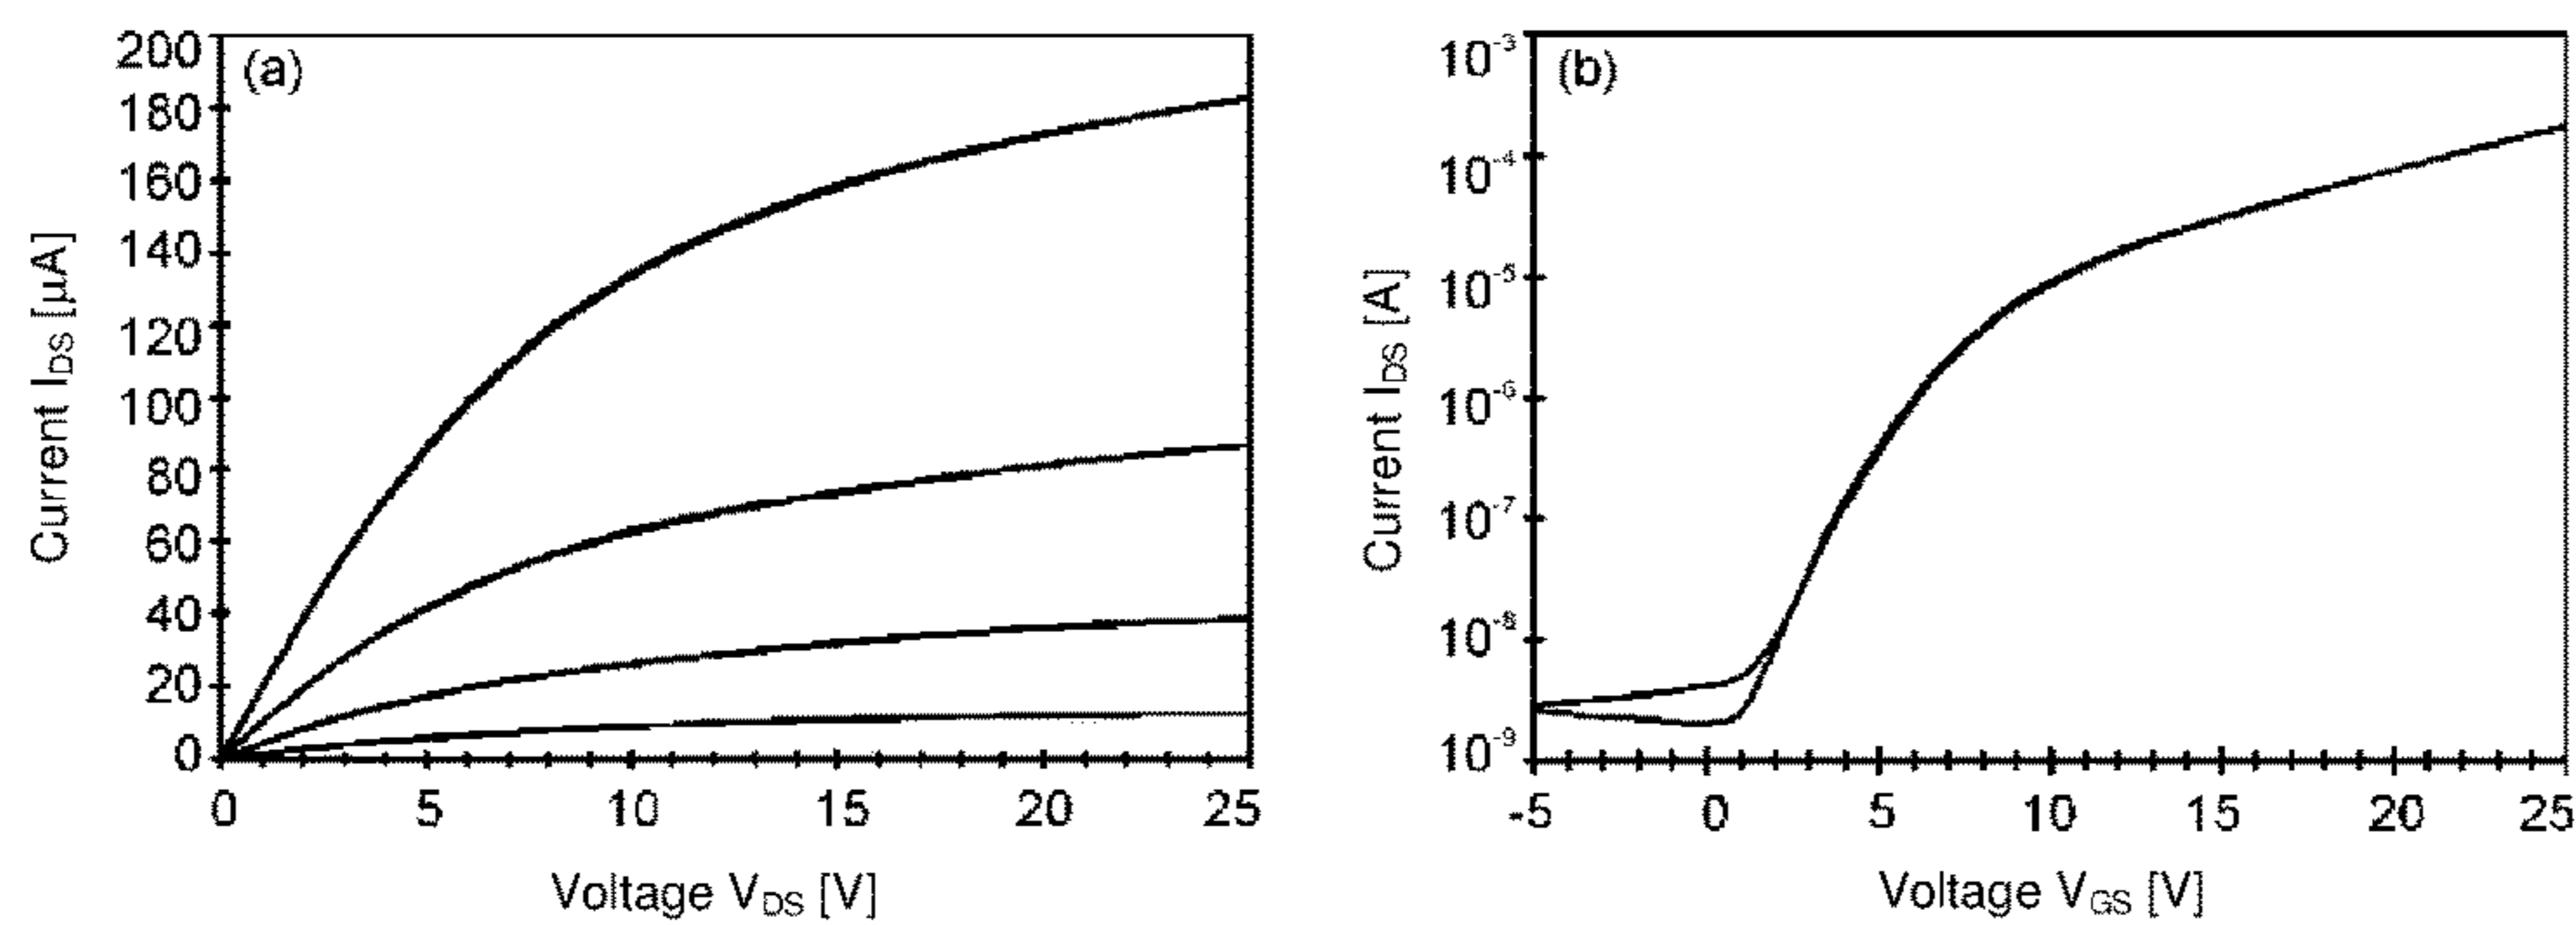 (a)
200
180
160
140
120
100
80
60
40
20
0
Current I_DS [µA]
0 5 10 15 20 25
Voltage V_DS [V]
(b)
10^-3
10^-4
10^-5
10^-6
10^-7
10^-8
10^-9
Current I_DS [A]
-5 0 5 10 15 20 25
Voltage V_GS [V]